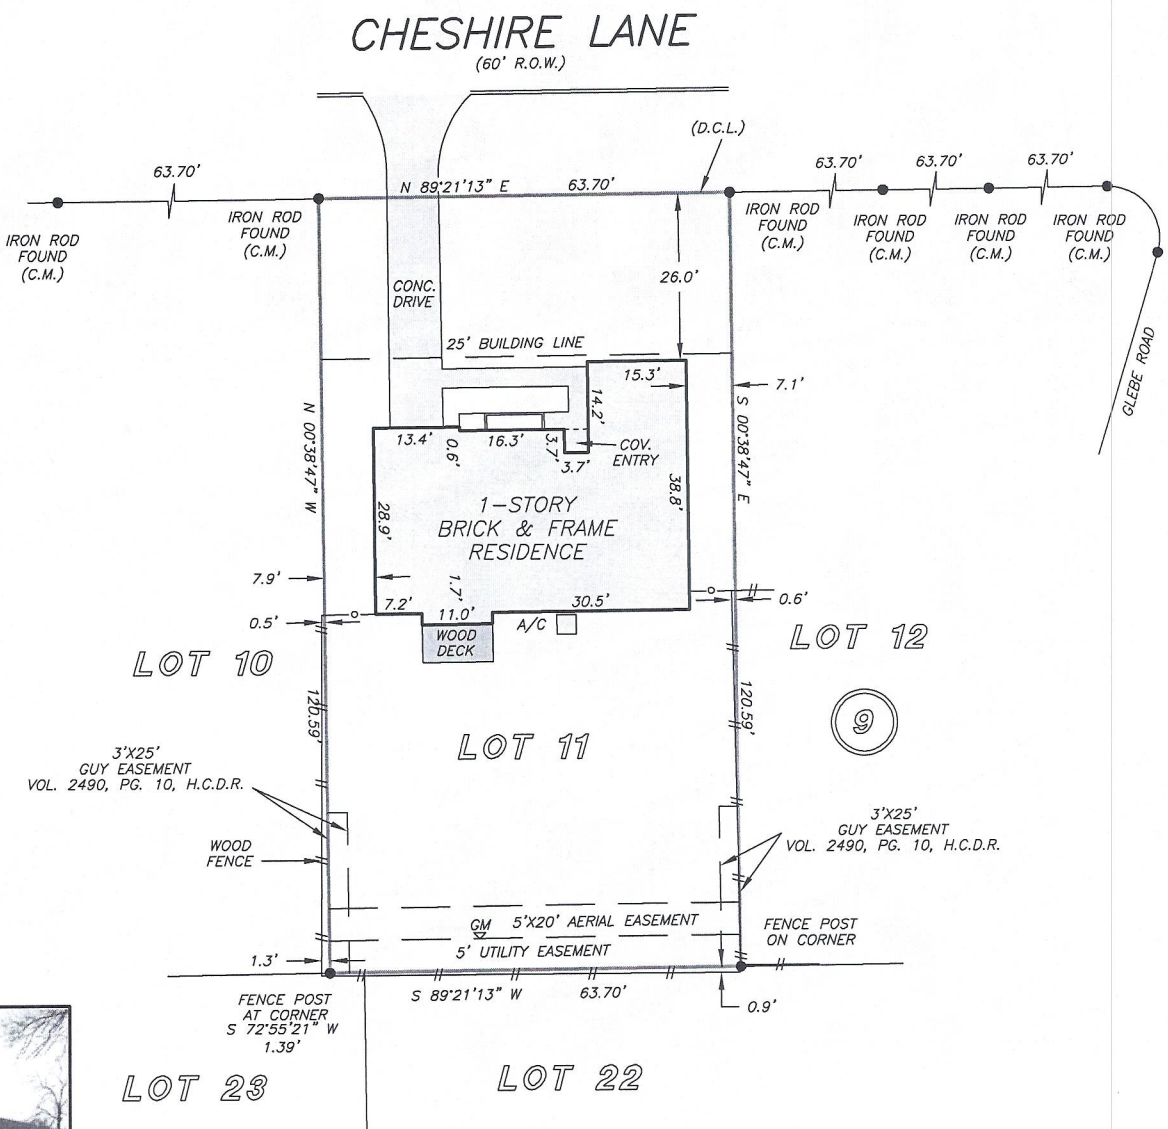 CHESHIRE LANE
(60' R.O.W.)
(D.C.L.)
63.70'
N 89°21'13" E
63.70'
63.70'
63.70'
63.70'
IRON ROD
FOUND
(C.M.)
IRON ROD
FOUND
(C.M.)
IRON ROD
FOUND
(C.M.)
IRON ROD
FOUND
(C.M.)
IRON ROD
FOUND
(C.M.)
IRON ROD
FOUND
(C.M.)
GLEBE ROAD
CONC.
DRIVE
26.0'
25' BUILDING LINE
15.3'
7.1'
14.2'
N 00°38'47" W
S 00°38'47" E
13.4'
0.6'
16.3'
3.7'
3.7'
COV.
ENTRY
28.9'
38.8'
1-STORY
BRICK & FRAME
RESIDENCE
7.9'
7.2'
1.7'
11.0'
30.5'
0.6'
0.5'
WOOD
DECK
A/C
LOT 10
LOT 12
120.59'
120.59'
9
LOT 11
3'X25'
GUY EASEMENT
VOL. 2490, PG. 10, H.C.D.R.
3'X25'
GUY EASEMENT
VOL. 2490, PG. 10, H.C.D.R.
WOOD
FENCE
GM
5'X20' AERIAL EASEMENT
5' UTILITY EASEMENT
FENCE POST
ON CORNER
1.3'
S 89°21'13" W
63.70'
0.9'
FENCE POST
AT CORNER
S 72°55'21" W
1.39'
LOT 23
LOT 22